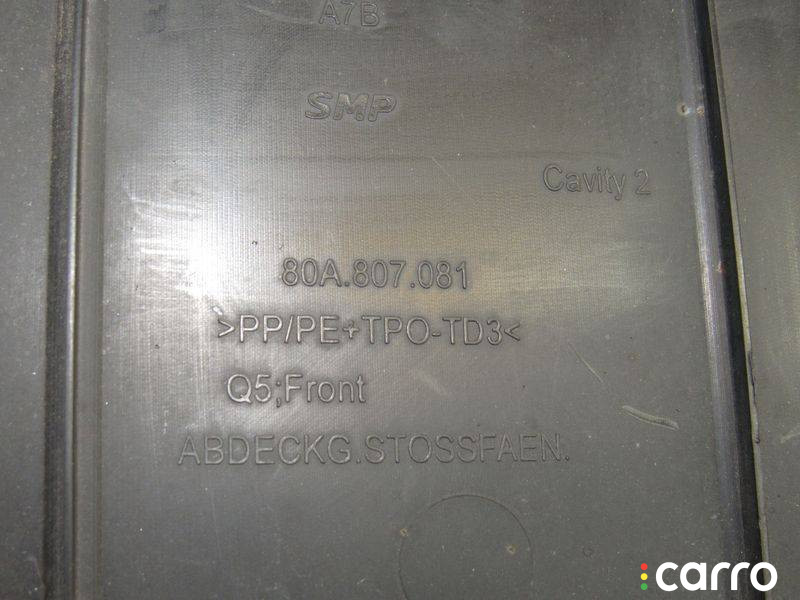 A7B
SMP
Cavity 2
80A.807.081
>PP/PE+TPO-TD3<
Q5;Front
ABDECKG.STOSSFAEN.
carro